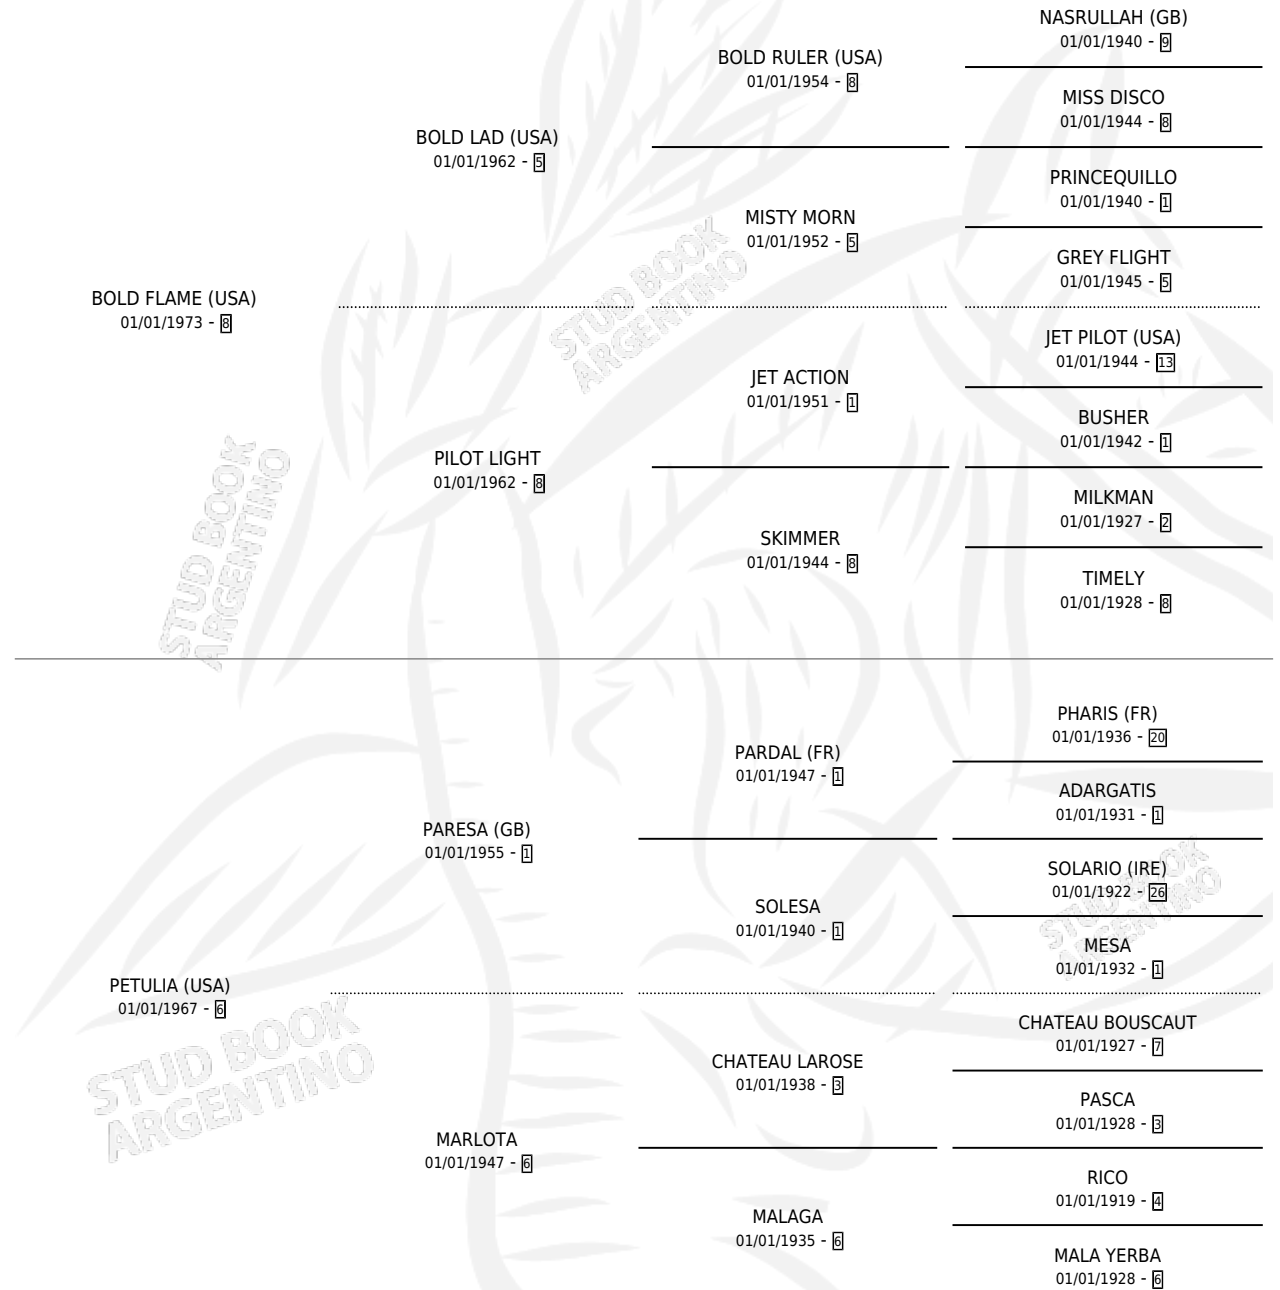 NASRULLAH (GB)
01/01/1940 - 9
BOLD RULER (USA)
01/01/1954 - 8
MISS DISCO
01/01/1944 - 8
BOLD LAD (USA)
01/01/1962 - 5
PRINCEQUILLO
01/01/1940 - 1
MISTY MORN
01/01/1952 - 5
GREY FLIGHT
01/01/1945 - 5
BOLD FLAME (USA)
01/01/1973 - 8
JET PILOT (USA)
01/01/1944 - 13
JET ACTION
01/01/1951 - 1
BUSHER
01/01/1942 - 1
PILOT LIGHT
01/01/1962 - 8
MILKMAN
01/01/1927 - 2
SKIMMER
01/01/1944 - 8
TIMELY
01/01/1928 - 8
PHARIS (FR)
01/01/1936 - 20
PARDAL (FR)
01/01/1947 - 1
ADARGATIS
01/01/1931 - 1
PARESA (GB)
01/01/1955 - 1
SOLARIO (IRE)
01/01/1922 - 26
SOLESA
01/01/1940 - 1
MESA
01/01/1932 - 1
PETULIA (USA)
01/01/1967 - 6
CHATEAU BOUSCAUT
01/01/1927 - 7
CHATEAU LAROSE
01/01/1938 - 3
PASCA
01/01/1928 - 3
MARLOTA
01/01/1947 - 6
RICO
01/01/1919 - 4
MALAGA
01/01/1935 - 6
MALA YERBA
01/01/1928 - 6
STUD BOOK
ARGENTINO
STUD BOOK
ARGENTINO
STUD BOOK
ARGENTINO
STUD BOOK
ARGENTINO